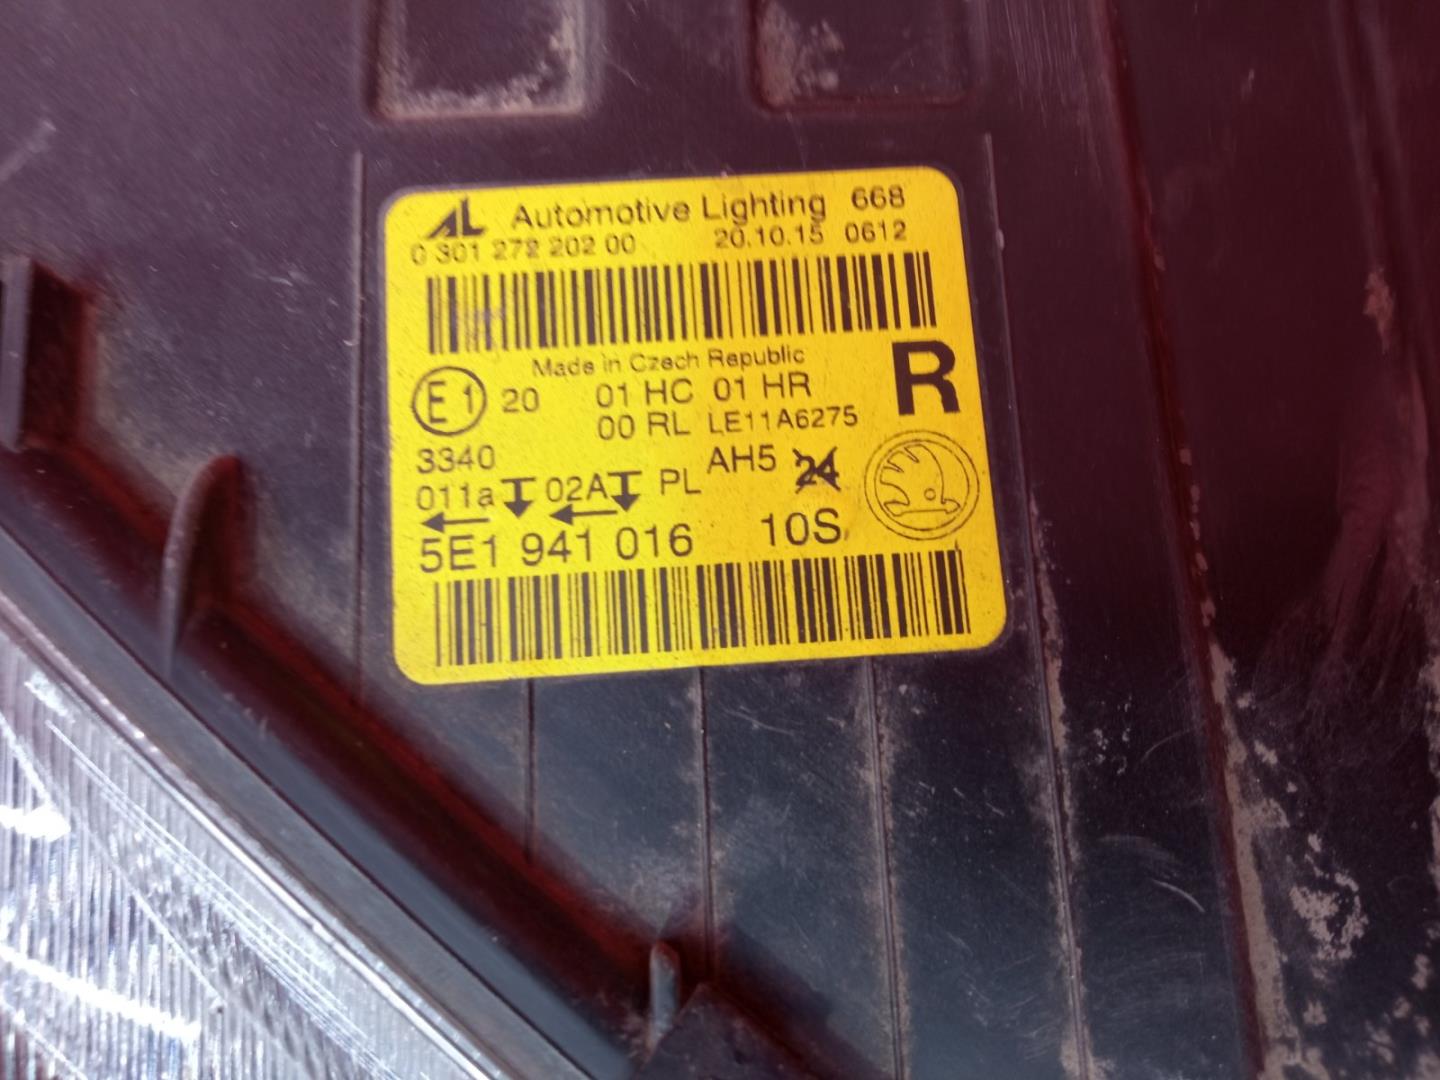 AL Automotive Lighting 668
0 301 272 202 00 20.10.15 0612
Made in Czech Republic
R
E1 20 01 HC 01 HR
00 RL LE11A6275
3340 AH5 24
011a 02A PL
5E1 941 016 10S